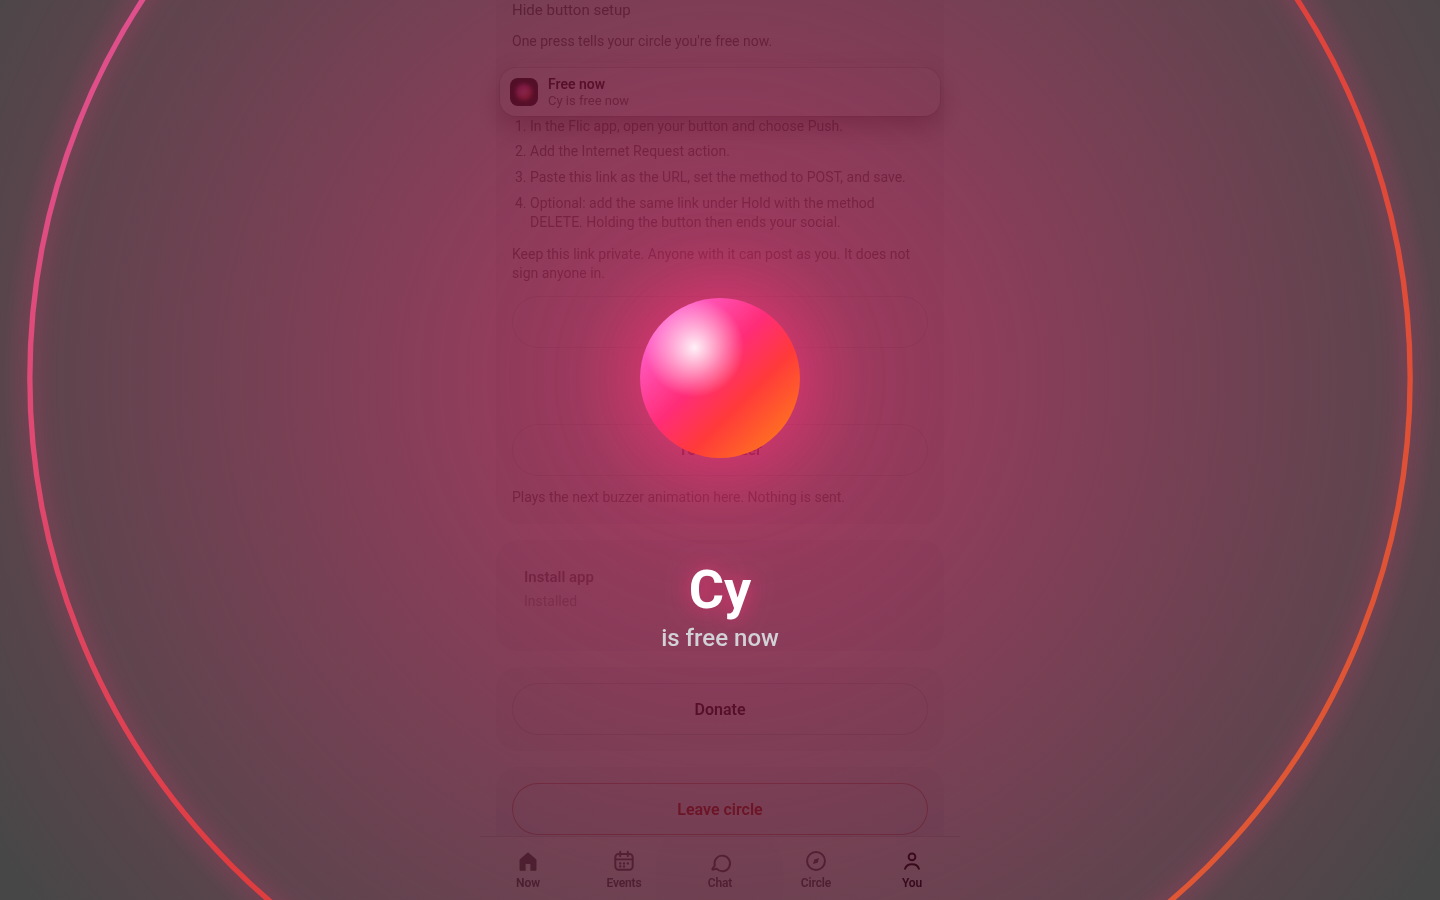 Hide button setup
One press tells your circle you're free now.
Free now
Cy is free now
1. In the Flic app, open your button and choose Push.
2. Add the Internet Request action.
3. Paste this link as the URL, set the method to POST, and save.
4. Optional: add the same link under Hold with the method
DELETE. Holding the button then ends your social.
Keep this link private. Anyone with it can post as you. It does not
sign anyone in.
Plays the next buzzer animation here. Nothing is sent.
Install app
Installed
Cy
is free now
Donate
Leave circle
Now
Events
Chat
Circle
You